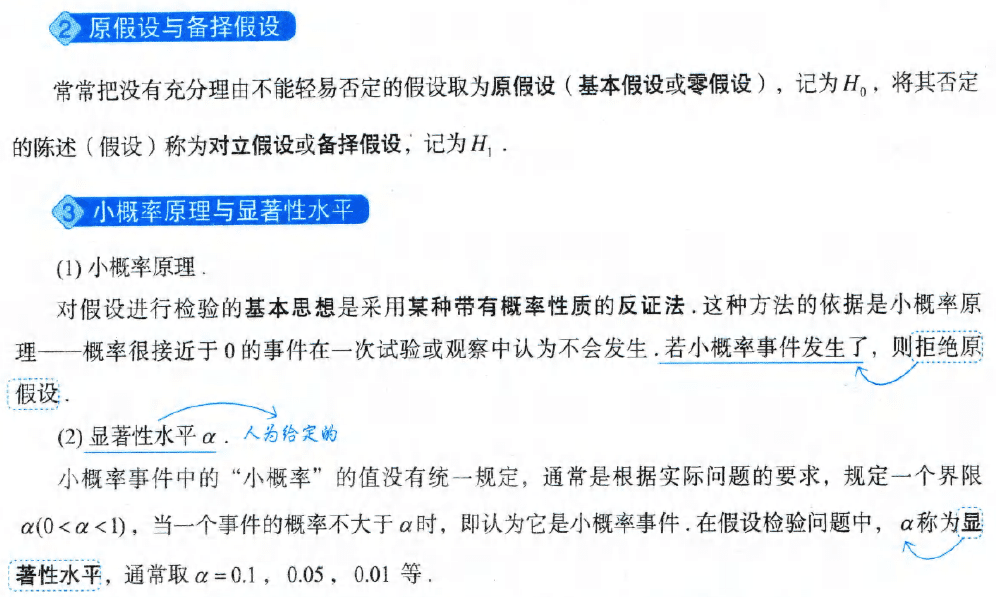 2 原假设与备择假设
常常把没有充分理由不能轻易否定的假设取为原假设（基本假设或零假设），记为H₀，将其否定
的陈述（假设）称为对立假设或备择假设，记为H₁．
3 小概率原理与显著性水平
(1) 小概率原理．
对假设进行检验的基本思想是采用某种带有概率性质的反证法．这种方法的依据是小概率原
理——概率很接近于 0 的事件在一次试验或观察中认为不会发生．若小概率事件发生了，则拒绝原
假设．
(2) 显著性水平 α． 人为给定的
小概率事件中的“小概率”的值没有统一规定，通常是根据实际问题的要求，规定一个界限
α(0<α<1)，当一个事件的概率不大于 α 时，即认为它是小概率事件．在假设检验问题中， α 称为显
著性水平，通常取 α=0.1， 0.05， 0.01 等．